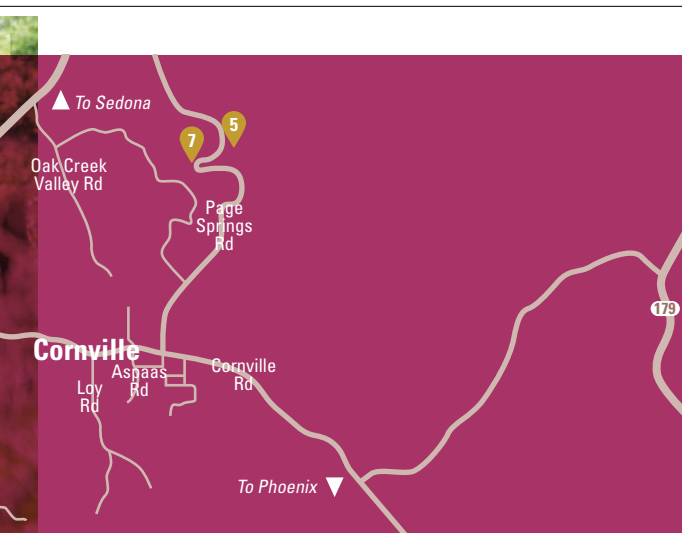 To Sedona
5
7
Oak Creek
Valley Rd
Page
Springs
Rd
179
Cornville
Aspaas
Rd
Cornville
Rd
Loy
Rd
To Phoenix